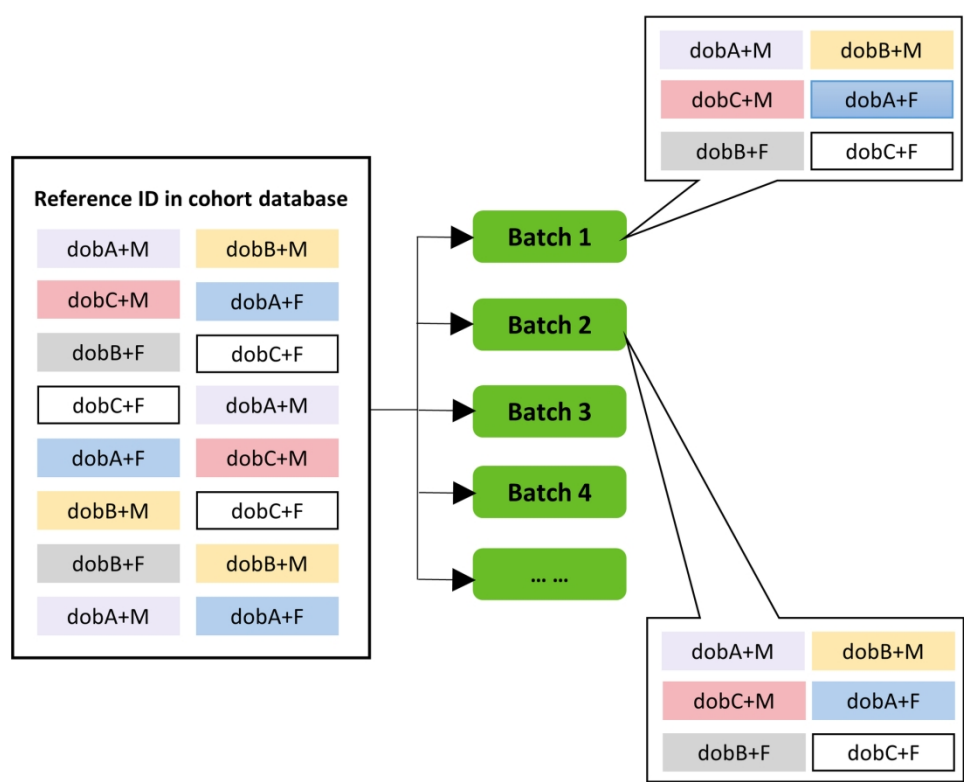 dobA+M dobB+M
dobC+M dobA+F
dobB+F dobC+F
Reference ID in cohort database
dobA+M dobB+M
dobC+M dobA+F
dobB+F dobC+F
dobC+F dobA+M
dobA+F dobC+M
dobB+M dobC+F
dobB+F dobB+M
dobA+M dobA+F
Batch 1
Batch 2
Batch 3
Batch 4
... ...
dobA+M dobB+M
dobC+M dobA+F
dobB+F dobC+F